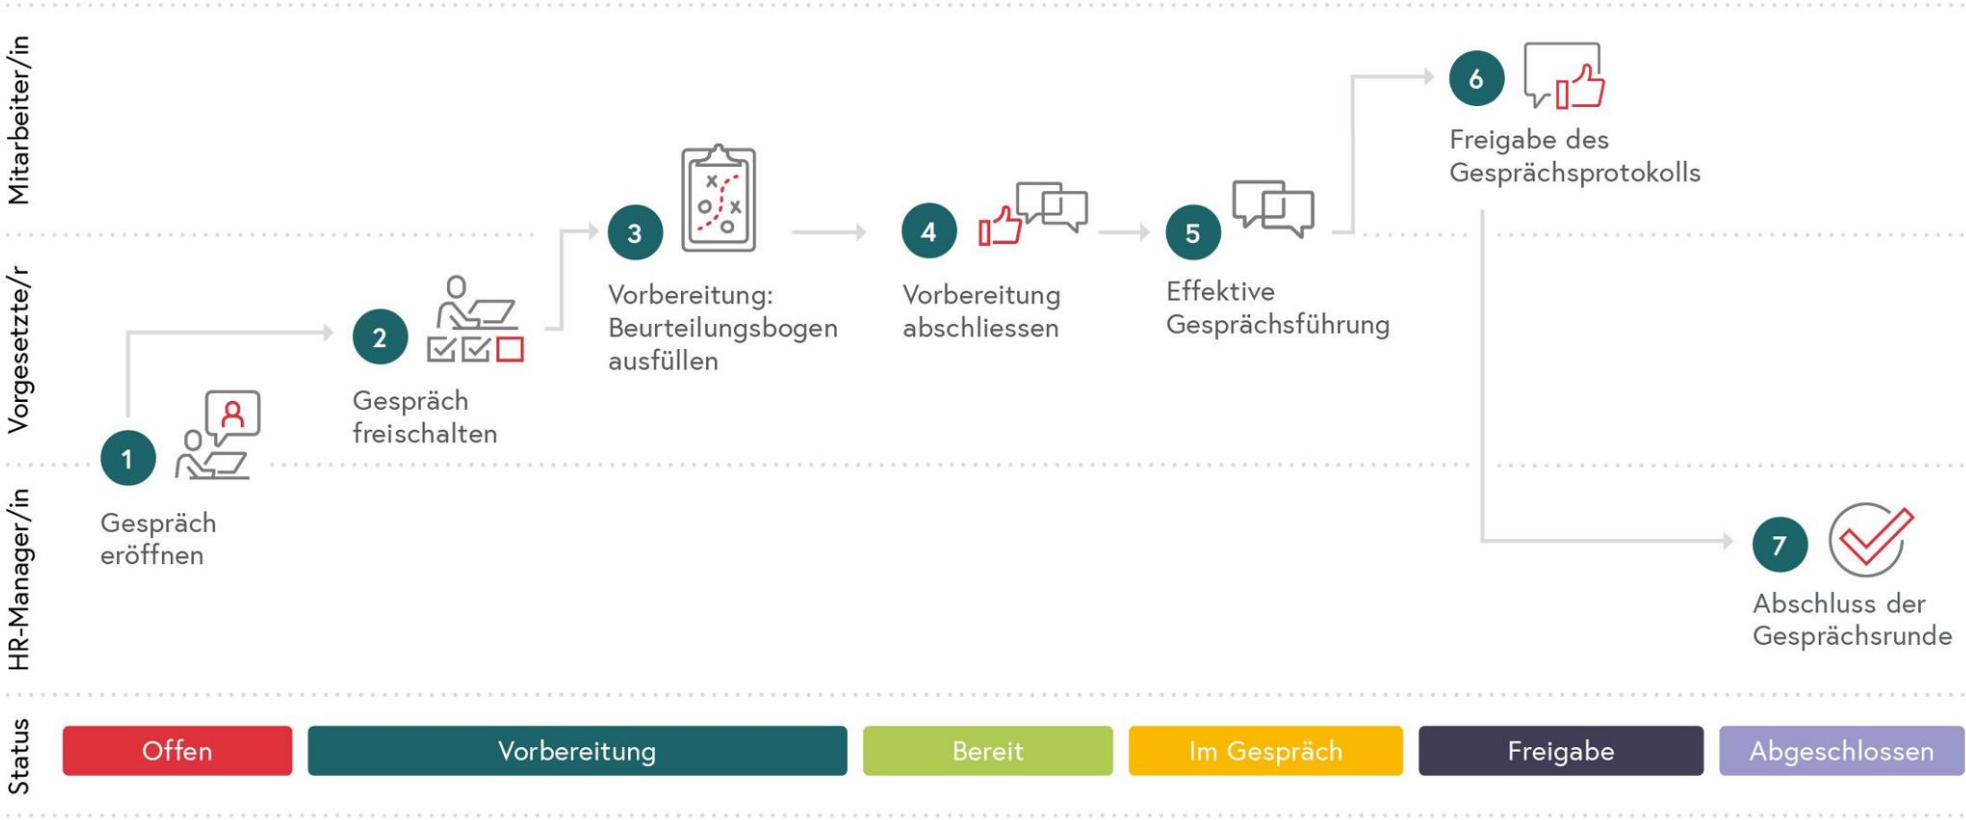 Mitarbeiter/in
6
Freigabe des
Gesprächsprotokolls
Vorgesetzte/r
3
Vorbereitung:
Beurteilungsbogen
ausfüllen
4
Vorbereitung
abschliessen
5
Effektive
Gesprächsführung
2
Gespräch
freischalten
HR-Manager/in
1
Gespräch
eröffnen
7
Abschluss der
Gesprächsrunde
Status
Offen
Vorbereitung
Bereit
Im Gespräch
Freigabe
Abgeschlossen